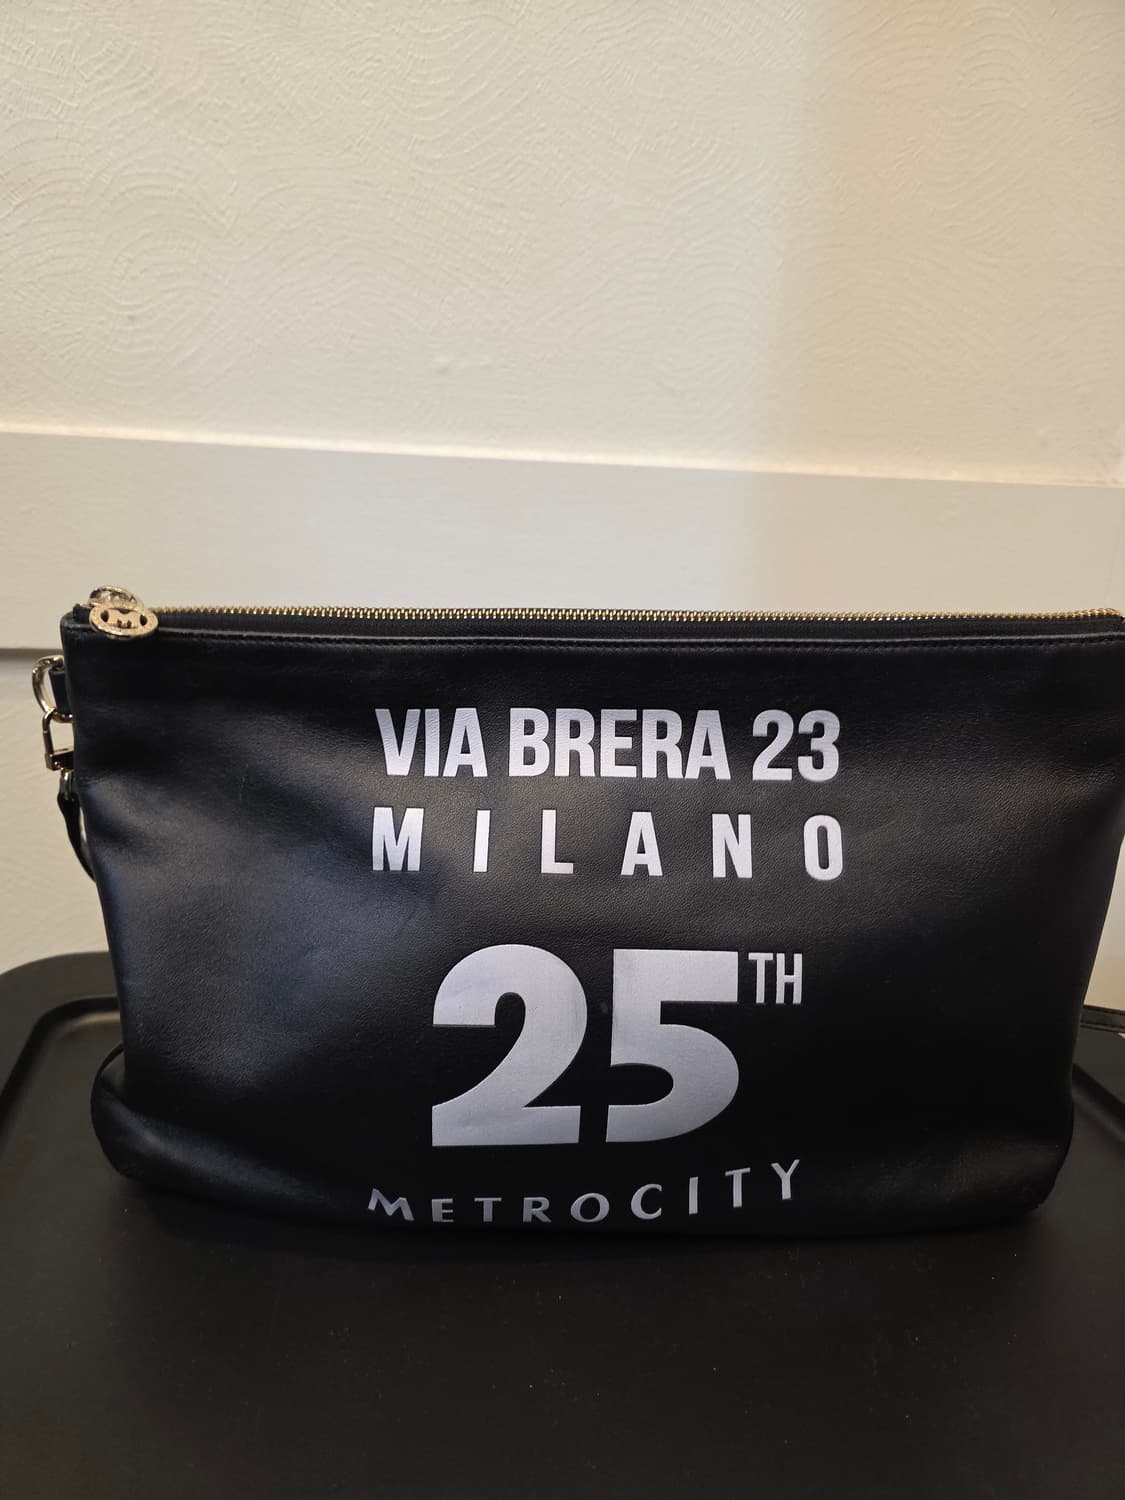 VIA BRERA 23
MILANO
25TH
METROCITY
M